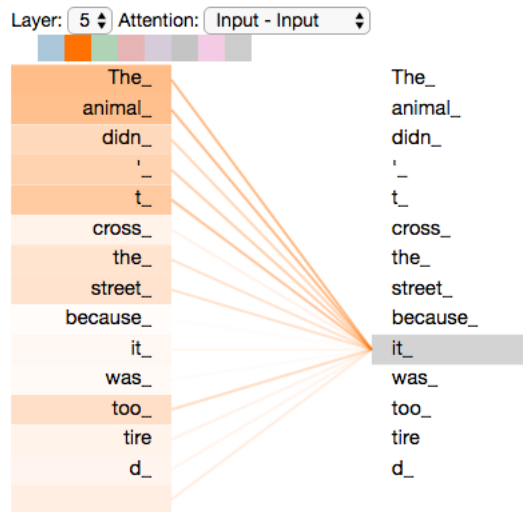 Layer: 5 Attention: Input - Input
The_ The_
animal_ animal_
didn_ didn_
'_ '_
t_ t_
cross_ cross_
the_ the_
street_ street_
because_ because_
it_ it_
was_ was_
too_ too_
tire tire
d_ d_